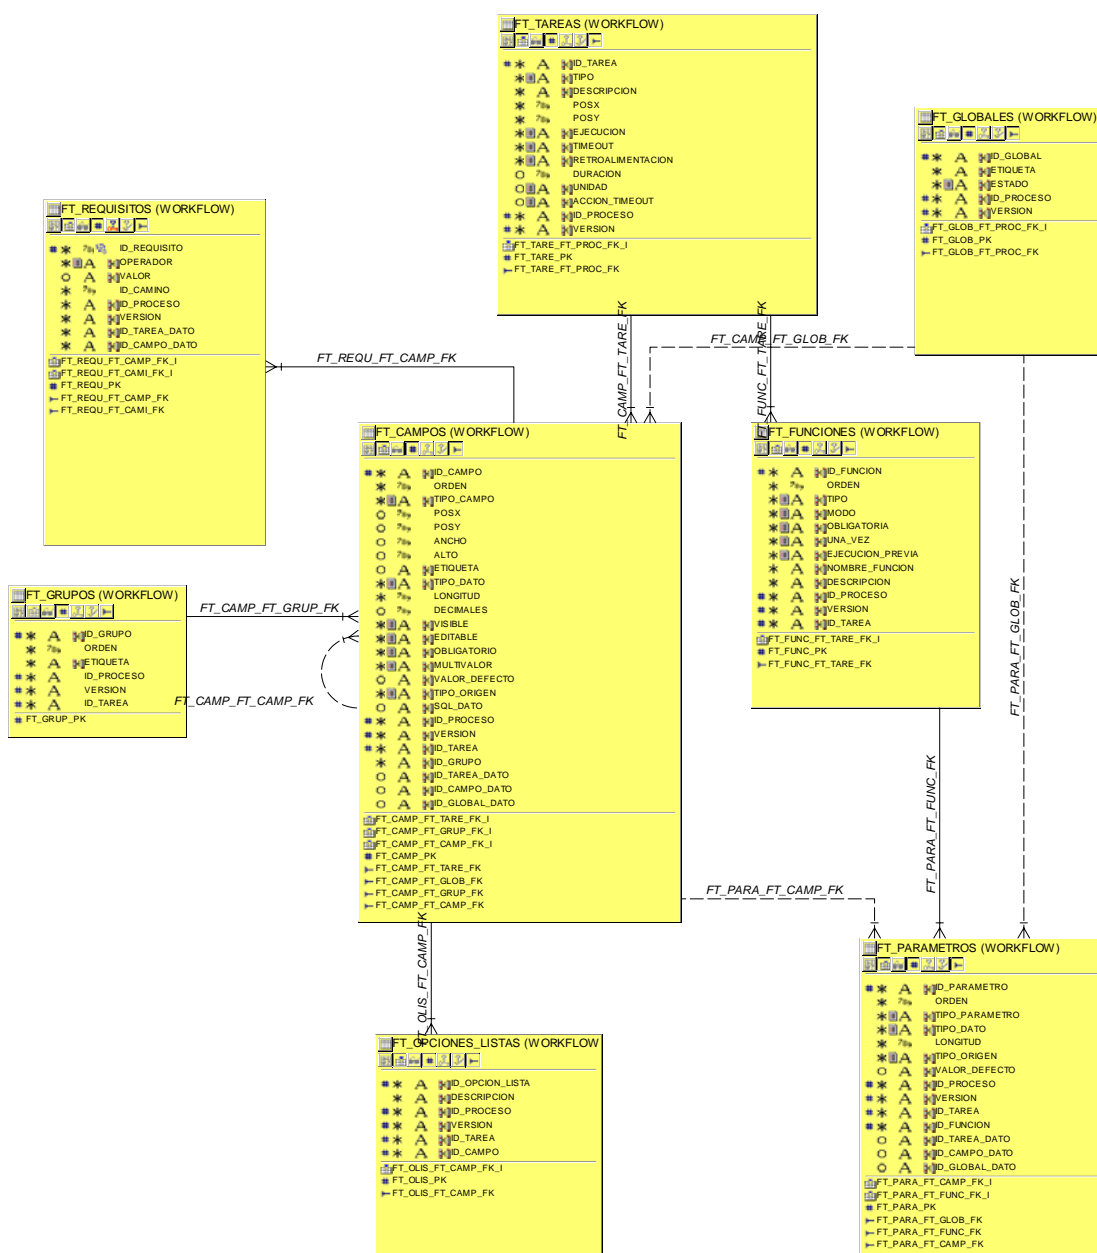 FT_TAREAS (WORKFLOW)
ID_TAREA
TIPO
DESCRIPCION
POSX
POSY
EJECUCION
TIMEOUT
RETROALIMENTACION
DURACION
UNIDAD
ACCION_TIMEOUT
ID_PROCESO
VERSION
FT_TARE_FT_PROC_FK_I
FT_TARE_PK
FT_TARE_FT_PROC_FK
FT_GLOBALES (WORKFLOW)
ID_GLOBAL
ETIQUETA
ESTADO
ID_PROCESO
VERSION
FT_GLOB_FT_PROC_FK_I
FT_GLOB_PK
FT_GLOB_FT_PROC_FK
FT_REQUISITOS (WORKFLOW)
ID_REQUISITO
OPERADOR
VALOR
ID_CAMINO
ID_PROCESO
VERSION
ID_TAREA_DATO
ID_CAMPO_DATO
FT_REQU_FT_CAMP_FK_I
FT_REQU_FT_CAMI_FK_I
FT_REQU_PK
FT_REQU_FT_CAMP_FK
FT_REQU_FT_CAMI_FK
FT_REQU_FT_CAMP_FK
FT_CAMP_FT_TARE_FK
FT_CAMP_FT_GLOB_FK
FT_FUNC_FT_TARE_FK
FT_CAMPOS (WORKFLOW)
ID_CAMPO
ORDEN
TIPO_CAMPO
POSX
POSY
ANCHO
ALTO
ETIQUETA
TIPO_DATO
LONGITUD
DECIMALES
VISIBLE
EDITABLE
OBLIGATORIO
MULTIVALOR
VALOR_DEFECTO
TIPO_ORIGEN
SQL_DATO
ID_PROCESO
VERSION
ID_TAREA
ID_GRUPO
ID_TAREA_DATO
ID_CAMPO_DATO
ID_GLOBAL_DATO
FT_CAMP_FT_TARE_FK_I
FT_CAMP_FT_GRUP_FK_I
FT_CAMP_FT_CAMP_FK_I
FT_CAMP_PK
FT_CAMP_FT_TARE_FK
FT_CAMP_FT_GLOB_FK
FT_CAMP_FT_GRUP_FK
FT_CAMP_FT_CAMP_FK
FT_FUNCIONES (WORKFLOW)
ID_FUNCION
ORDEN
TIPO
MODO
OBLIGATORIA
UNA_VEZ
EJECUCION_PREVIA
NOMBRE_FUNCION
DESCRIPCION
ID_PROCESO
VERSION
ID_TAREA
FT_FUNC_FT_TARE_FK_I
FT_FUNC_PK
FT_FUNC_FT_TARE_FK
FT_GRUPOS (WORKFLOW)
ID_GRUPO
ORDEN
ETIQUETA
ID_PROCESO
VERSION
ID_TAREA
FT_GRUP_PK
FT_CAMP_FT_GRUP_FK
FT_CAMP_FT_CAMP_FK
FT_PARA_FT_GLOB_FK
FT_PARA_FT_FUNC_FK
FT_PARA_FT_CAMP_FK
FT_OLIS_FT_CAMP_FK
FT_OPCIONES_LISTAS (WORKFLOW
ID_OPCION_LISTA
DESCRIPCION
ID_PROCESO
VERSION
ID_TAREA
ID_CAMPO
FT_OLIS_FT_CAMP_FK_I
FT_OLIS_PK
FT_OLIS_FT_CAMP_FK
FT_PARAMETROS (WORKFLOW)
ID_PARAMETRO
ORDEN
TIPO_PARAMETRO
TIPO_DATO
LONGITUD
TIPO_ORIGEN
VALOR_DEFECTO
ID_PROCESO
VERSION
ID_TAREA
ID_FUNCION
ID_TAREA_DATO
ID_CAMPO_DATO
ID_GLOBAL_DATO
FT_PARA_FT_CAMP_FK_I
FT_PARA_FT_FUNC_FK_I
FT_PARA_PK
FT_PARA_FT_GLOB_FK
FT_PARA_FT_FUNC_FK
FT_PARA_FT_CAMP_FK